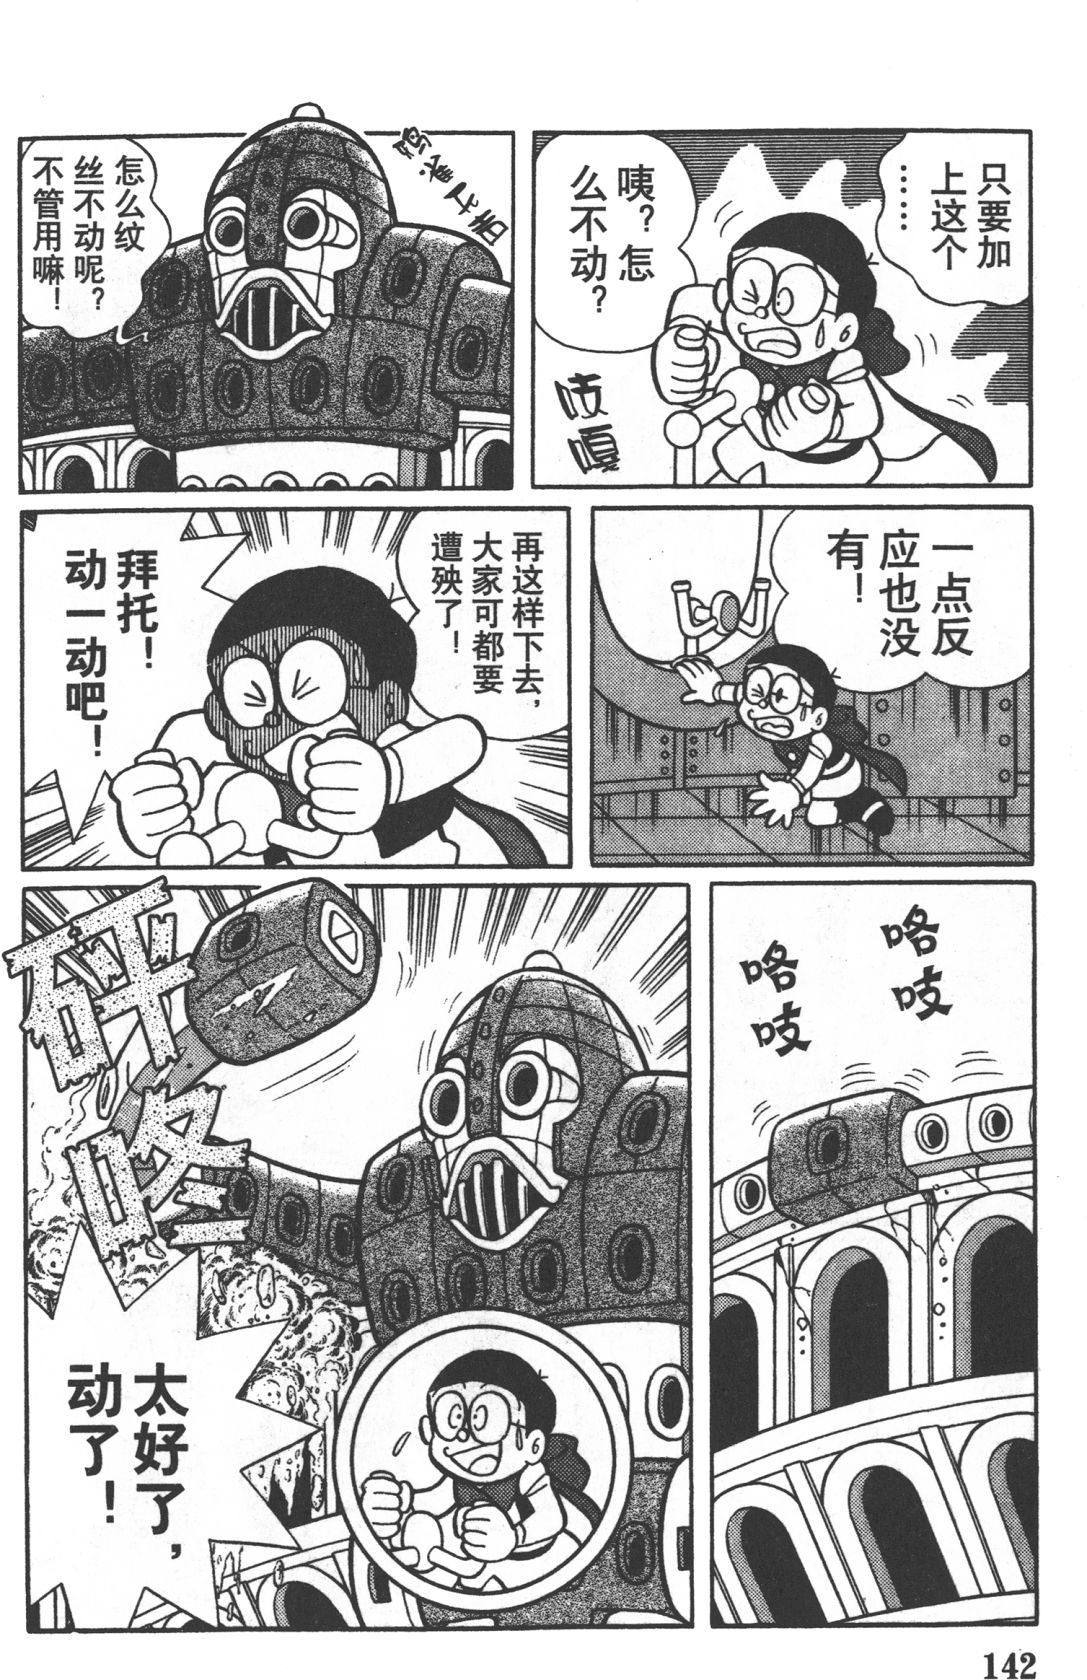 只要加
上这个
……
咦？怎
么不动？
吱嘎
怎么纹
丝不动呢？
不管用嘛！
一点反
应也没
有！
再这样下去，
大家可都要
遭殃了！
拜托！
动一动吧！
咯吱
咯吱
砰咚
太好了，
动了！
142